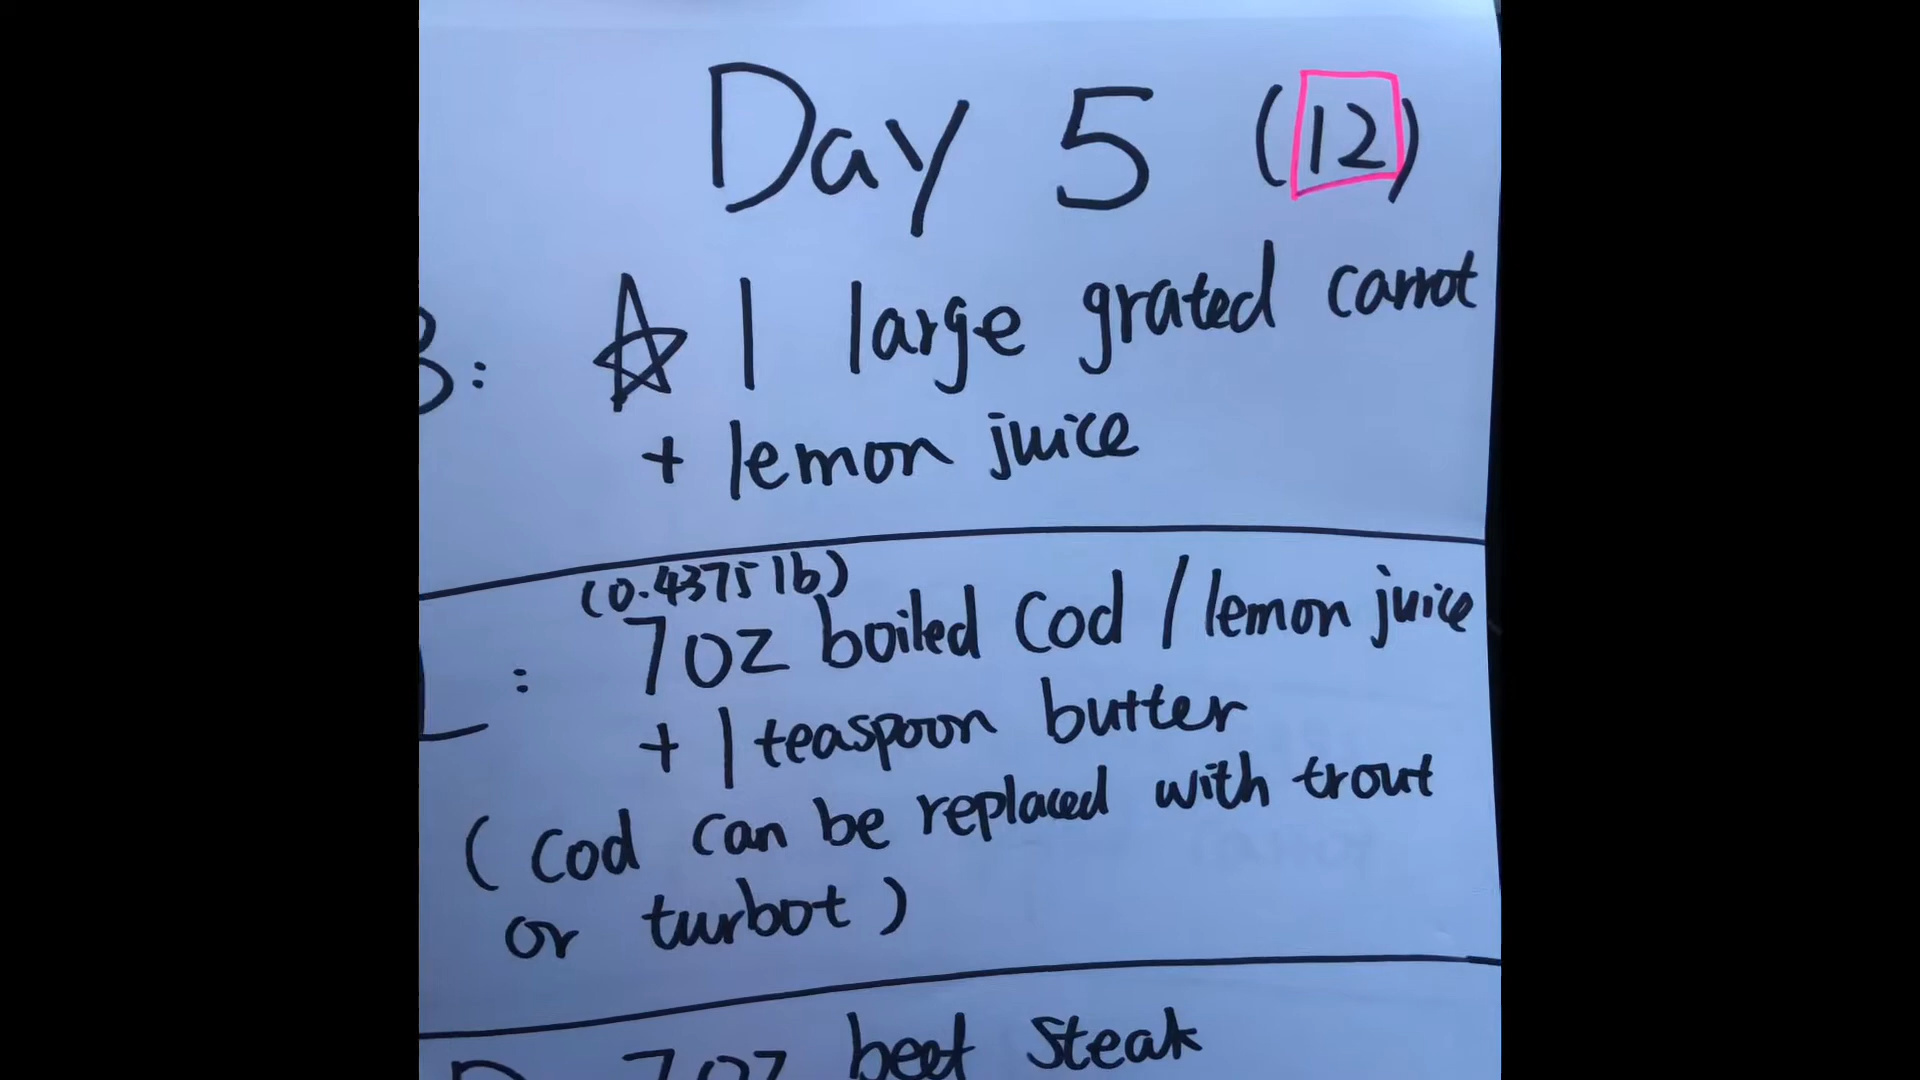 Day 5 (12)
B: ☆ 1 large grated carrot
+ lemon juice
(0.4375 lb)
L: 7oz boiled Cod / lemon juice
+ 1 teaspoon butter
( Cod can be replaced with trout
or turbot )
D 7oz beef Steak